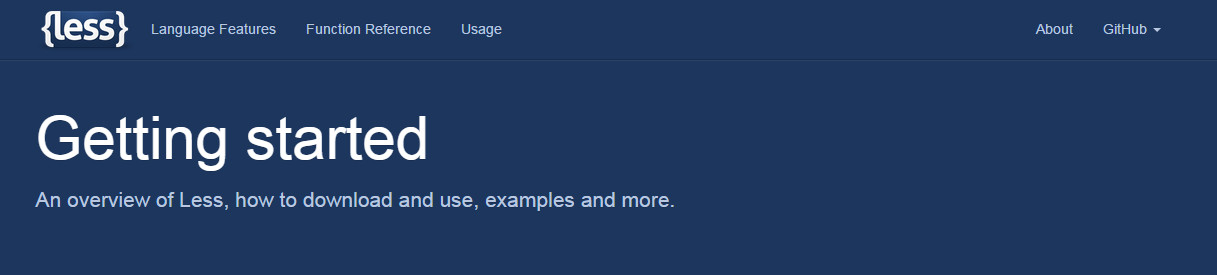 {less} Language Features Function Reference Usage About GitHub
Getting started
An overview of Less, how to download and use, examples and more.